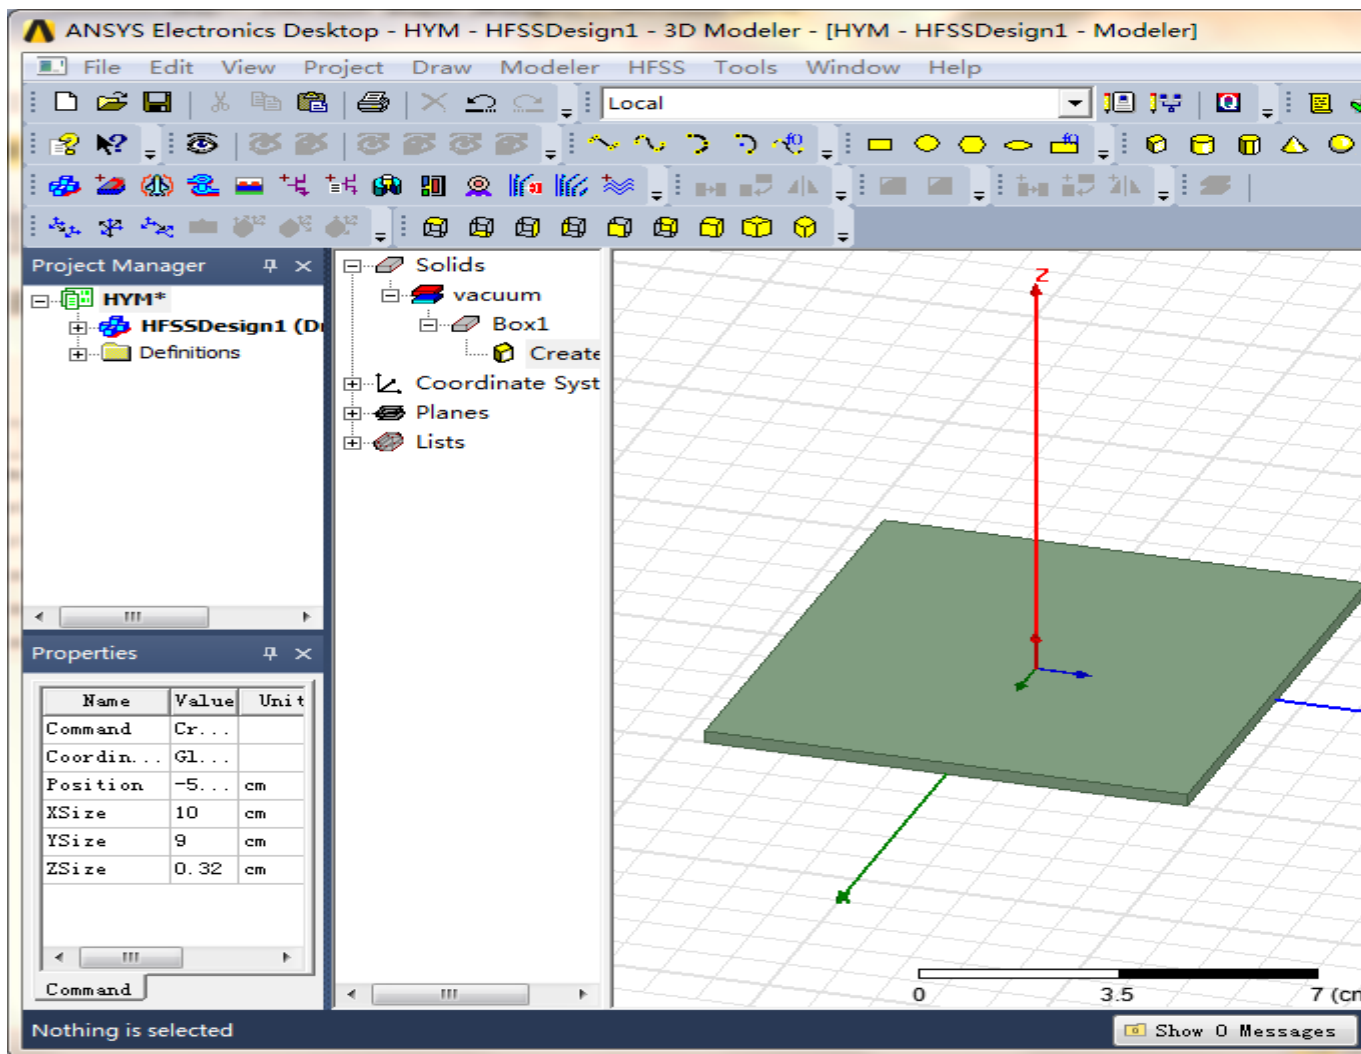 ANSYS Electronics Desktop - HYM - HFSSDesign1 - 3D Modeler - [HYM - HFSSDesign1 - Modeler]
File Edit View Project Draw Modeler HFSS Tools Window Help
Local
Project Manager
HYM*
HFSSDesign1 (D
Definitions
Solids
vacuum
Box1
Create
Coordinate Syst
Planes
Lists
Z
Properties
Name Value Unit
Command Cr...
Coordin... Gl...
Position -5... cm
XSize 10 cm
YSize 9 cm
ZSize 0.32 cm
Command
0 3.5 7 (cm
Nothing is selected
Show 0 Messages